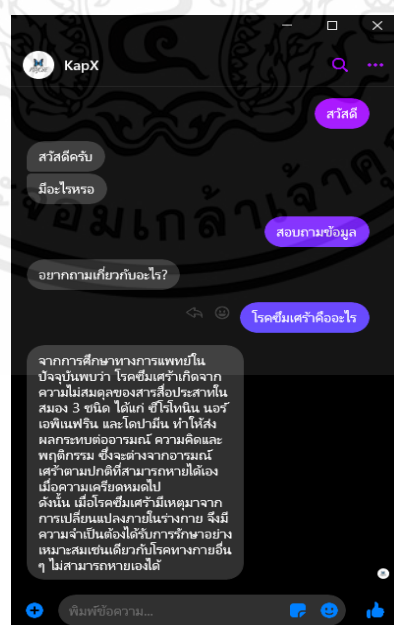 KapX
สวัสดี
สวัสดีครับ
มีอะไรหรอ
จอมเกล้าเจ้าคุ
สอบถามข้อมูล
อยากถามเกี่ยวกับอะไร?
โรคซึมเศร้าคืออะไร
จากการศึกษาทางการแพทย์ใน
ปัจจุบันพบว่า โรคซึมเศร้าเกิดจาก
ความไม่สมดุลของสารสื่อประสาทใน
สมอง 3 ชนิด ได้แก่ ซีโรโทนิน นอร์
เอพิเนฟริน และโดปามีน ทำให้ส่ง
ผลกระทบต่ออารมณ์ ความคิดและ
พฤติกรรม ซึ่งจะต่างจากอารมณ์
เศร้าตามปกติที่สามารถหายได้เอง
เมื่อความเครียดหมดไป
ดังนั้น เมื่อโรคซึมเศร้ามีเหตุมาจาก
การเปลี่ยนแปลงภายในร่างกาย จึงมี
ความจำเป็นต้องได้รับการรักษาอย่าง
เหมาะสมเช่นเดียวกับโรคทางกายอื่น
ๆ ไม่สามารถหายเองได้
พิมพ์ข้อความ...